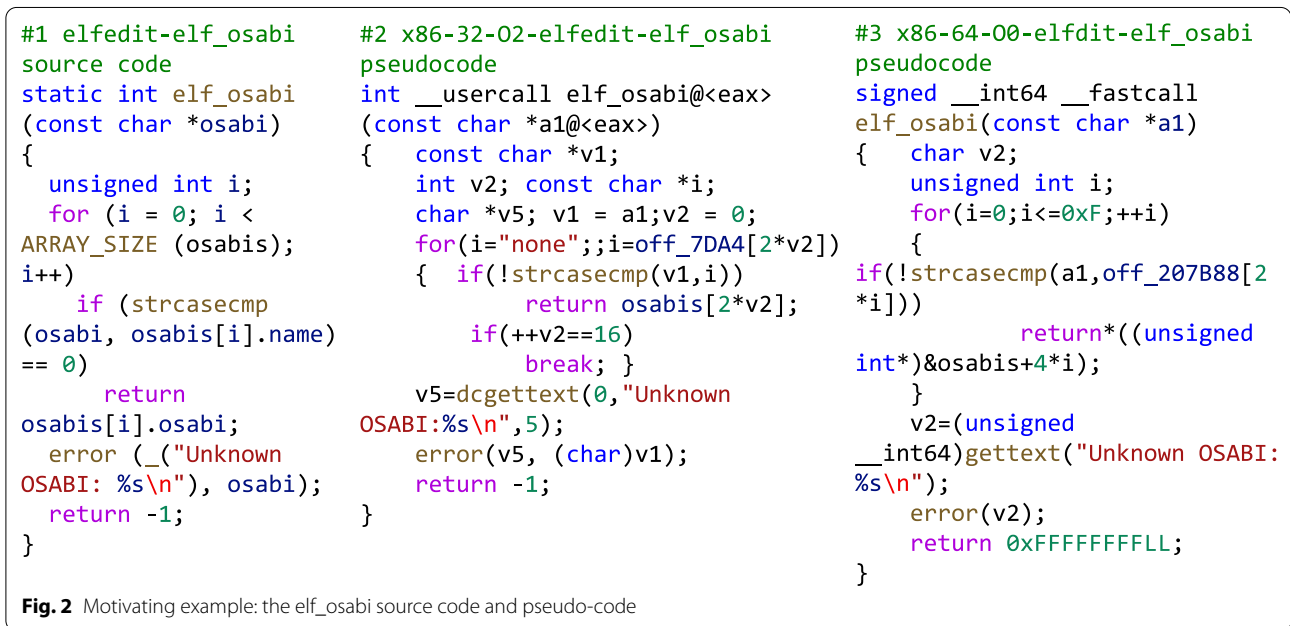 #1 elfedit-elf_osabi
source code
static int elf_osabi
(const char *osabi)
{
unsigned int i;
for (i = 0; i <
ARRAY_SIZE (osabis);
i++)
if (strcasecmp
(osabi, osabis[i].name)
== 0)
return
osabis[i].osabi;
error (_("Unknown
OSABI: %s\n"), osabi);
return -1;
}
#2 x86-32-O2-elfedit-elf_osabi
pseudocode
int __usercall elf_osabi@<eax>
(const char *a1@<eax>)
{ const char *v1;
int v2; const char *i;
char *v5; v1 = a1;v2 = 0;
for(i="none";;i=off_7DA4[2*v2])
{ if(!strcasecmp(v1,i))
return osabis[2*v2];
if(++v2==16)
break; }
v5=dcgettext(0,"Unknown
OSABI:%s\n",5);
error(v5, (char)v1);
return -1;
}
#3 x86-64-O0-elfdit-elf_osabi
pseudocode
signed __int64 __fastcall
elf_osabi(const char *a1)
{ char v2;
unsigned int i;
for(i=0;i<=0xF;++i)
{
if(!strcasecmp(a1,off_207B88[2
*i]))
return*((unsigned
int*)&osabis+4*i);
}
v2=(unsigned
__int64)gettext("Unknown OSABI:
%s\n");
error(v2);
return 0xFFFFFFFFLL;
}
Fig. 2 Motivating example: the elf_osabi source code and pseudo-code